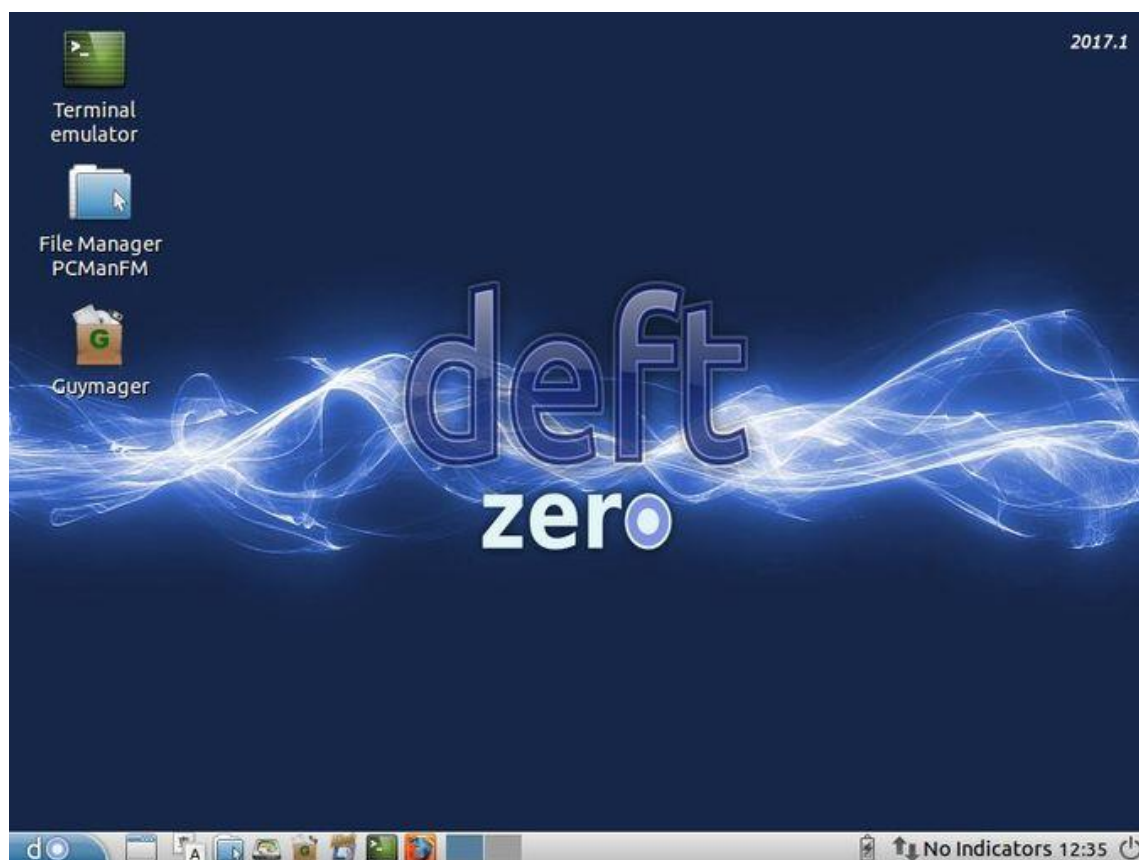 2017.1
Terminal
emulator
File Manager
PCManFM
G
Guymager
deft
zero
d
A
No Indicators 12:35